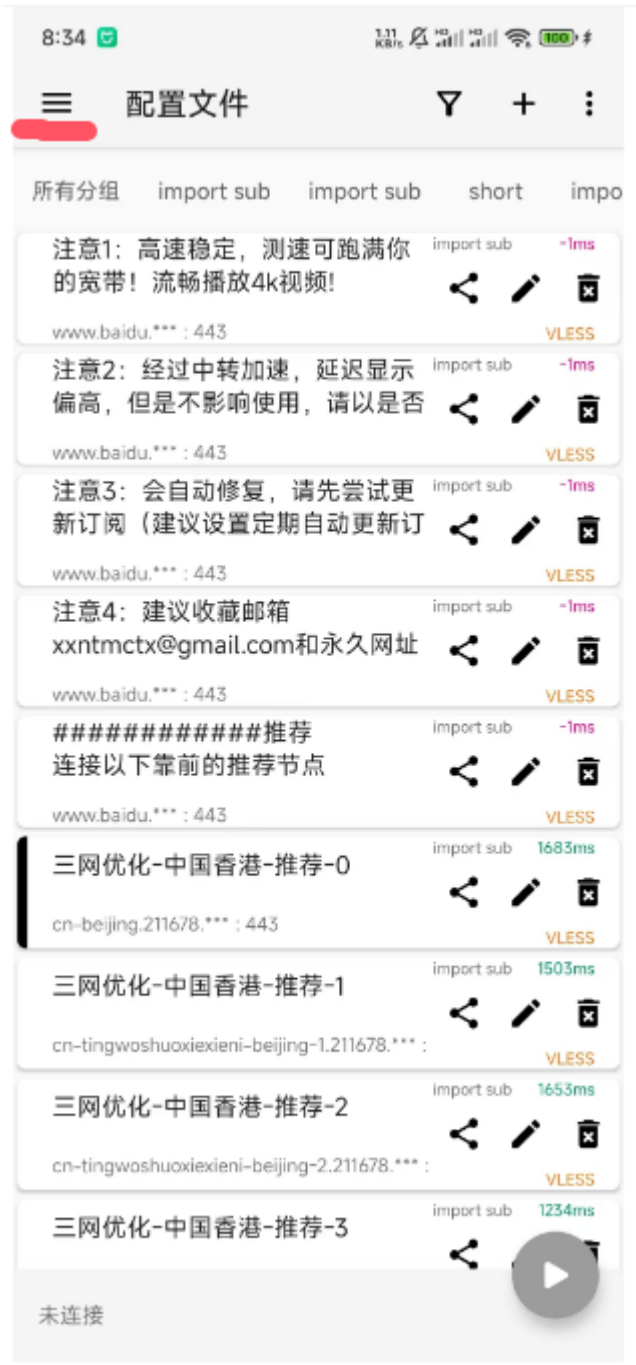 8:34
1.11 KB/s
HD
HD
100
配置文件
所有分组 import sub import sub short impo
注意1：高速稳定，测速可跑满你 import sub -1ms
的宽带！流畅播放4k视频!
www.baidu.*** : 443 VLESS
注意2：经过中转加速，延迟显示 import sub -1ms
偏高，但是不影响使用，请以是否
www.baidu.*** : 443 VLESS
注意3：会自动修复，请先尝试更 import sub -1ms
新订阅（建议设置定期自动更新订
www.baidu.*** : 443 VLESS
注意4：建议收藏邮箱 import sub -1ms
xxntmctx@gmail.com和永久网址
www.baidu.*** : 443 VLESS
############推荐 import sub -1ms
连接以下靠前的推荐节点
www.baidu.*** : 443 VLESS
import sub 1683ms
三网优化-中国香港-推荐-0
cn-beijing.211678.*** : 443 VLESS
import sub 1503ms
三网优化-中国香港-推荐-1
cn-tingwoshuoxiexieni-beijing-1.211678.*** : VLESS
import sub 1653ms
三网优化-中国香港-推荐-2
cn-tingwoshuoxiexieni-beijing-2.211678.*** : VLESS
import sub 1234ms
三网优化-中国香港-推荐-3
未连接